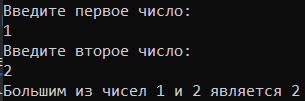 Введите первое число:
1
Введите второе число:
2
Большим из чисел 1 и 2 является 2